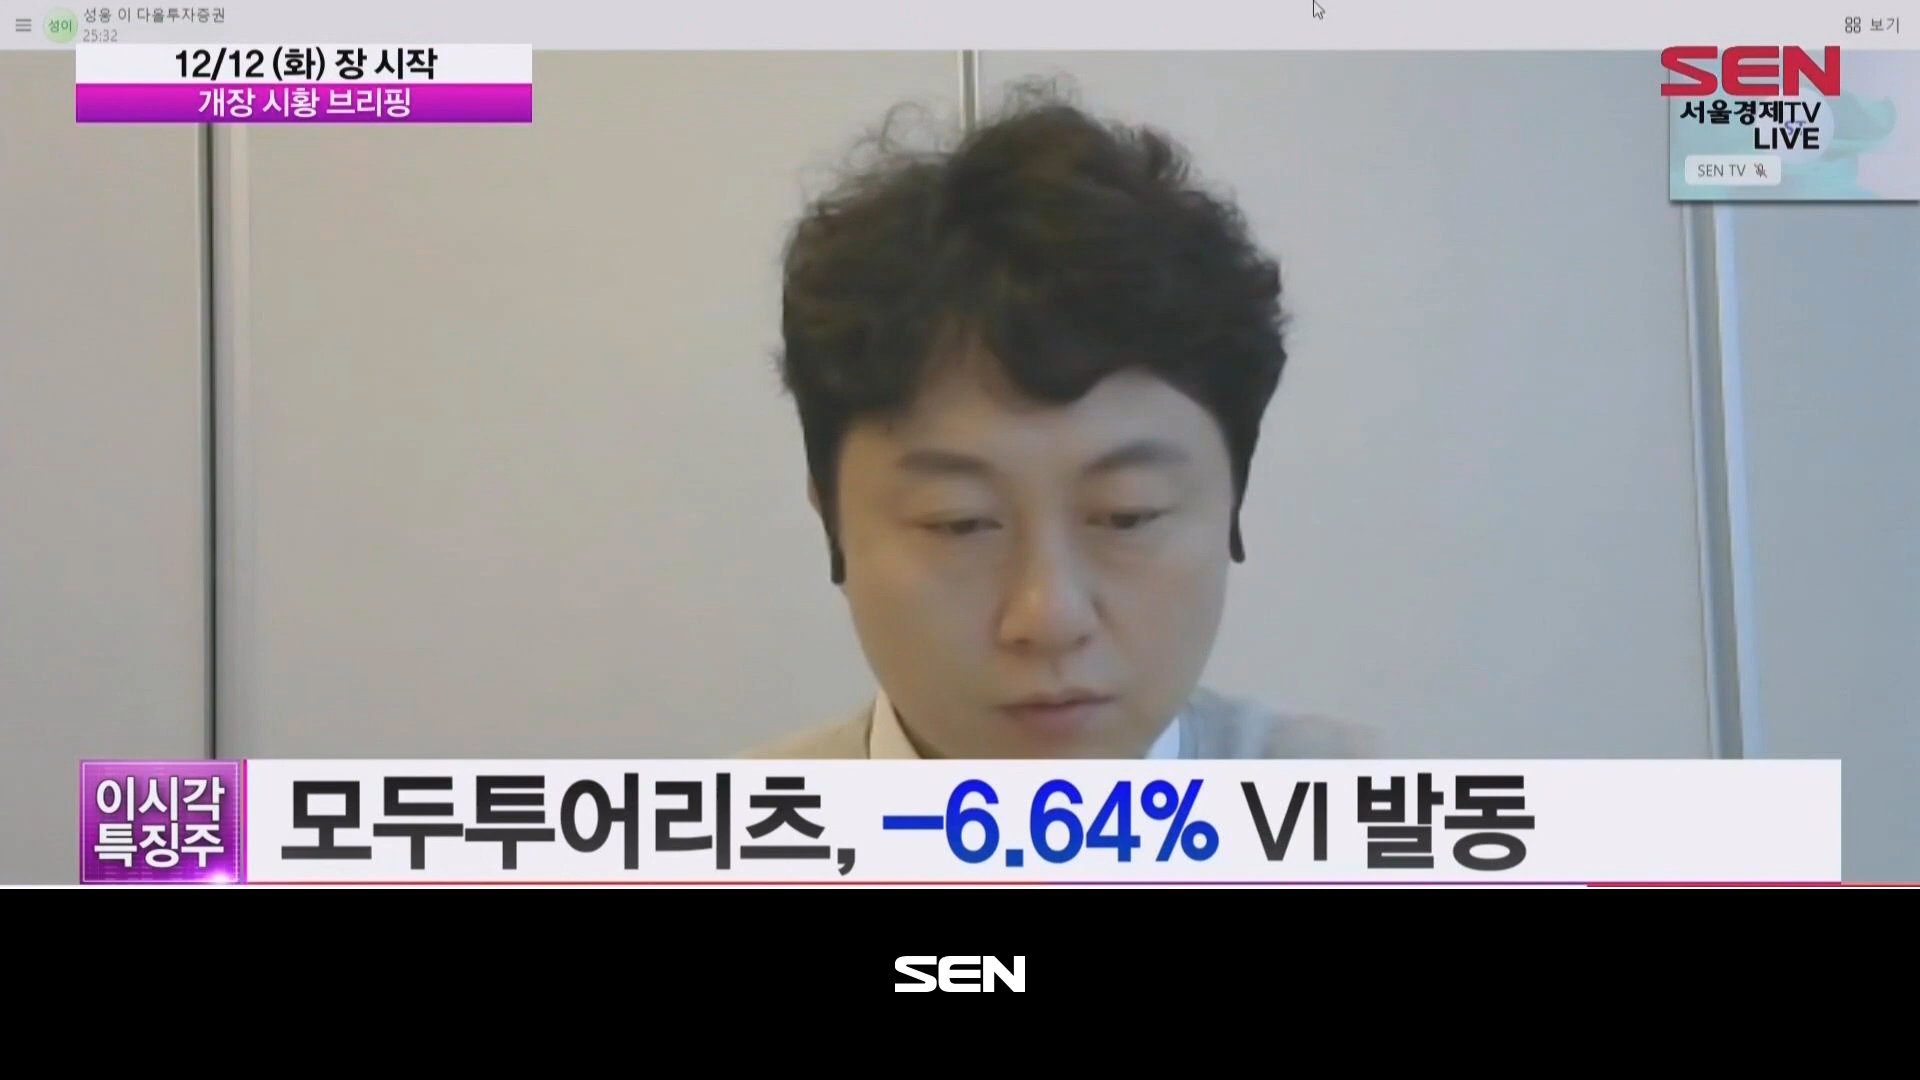 성이
성웅 이 다올투자증권
25:32
보기
12/12 (화) 장 시작
개장 시황 브리핑
SEN
서울경제TV
LIVE
SEN TV
이시각
특징주
모두투어리츠, -6.64% VI 발동
SEN